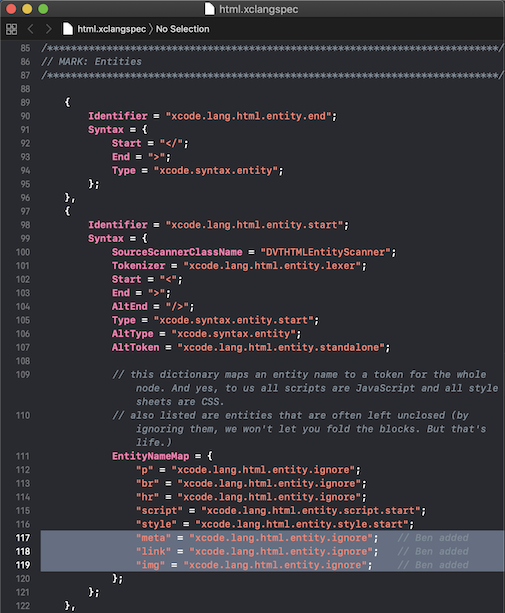 html.xclangspec
html.xclangspec > No Selection
85 /***************************************************************************/
86 // MARK: Entities
87 /***************************************************************************/
88
89 {
90 Identifier = "xcode.lang.html.entity.end";
91 Syntax = {
92 Start = "</";
93 End = ">";
94 Type = "xcode.syntax.entity";
95 };
96 },
97 {
98 Identifier = "xcode.lang.html.entity.start";
99 Syntax = {
100 SourceScannerClassName = "DVTHTMLEntityScanner";
101 Tokenizer = "xcode.lang.html.entity.lexer";
102 Start = "<";
103 End = ">";
104 AltEnd = "/>";
105 Type = "xcode.syntax.entity.start";
106 AltType = "xcode.syntax.entity";
107 AltToken = "xcode.lang.html.entity.standalone";
108
109 // this dictionary maps an entity name to a token for the whole
node. And yes, to us all scripts are JavaScript and all style
sheets are CSS.
110 // also listed are entities that are often left unclosed (by
ignoring them, we won't let you fold the blocks. But that's
life.)
111 EntityNameMap = {
112 "p" = "xcode.lang.html.entity.ignore";
113 "br" = "xcode.lang.html.entity.ignore";
114 "hr" = "xcode.lang.html.entity.ignore";
115 "script" = "xcode.lang.html.entity.script.start";
116 "style" = "xcode.lang.html.entity.style.start";
117 "meta" = "xcode.lang.html.entity.ignore"; // Ben added
118 "link" = "xcode.lang.html.entity.ignore"; // Ben added
119 "img" = "xcode.lang.html.entity.ignore"; // Ben added
120 };
121 };
122 },